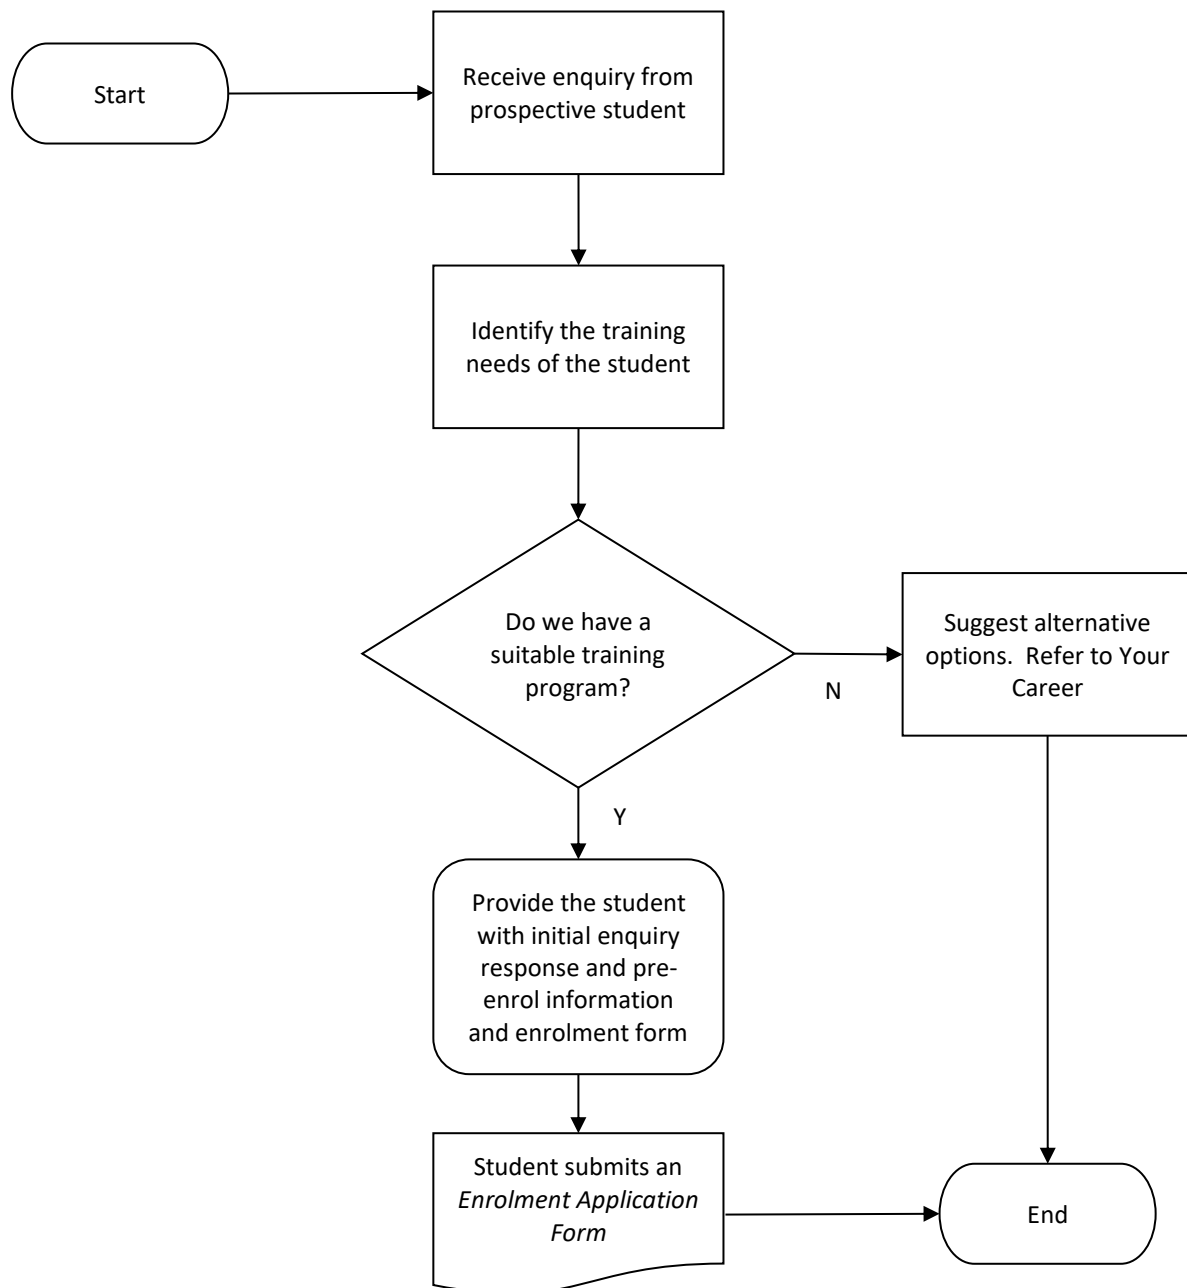 Start
Receive enquiry from
prospective student
Identify the training
needs of the student
Do we have a
suitable training
program?
N
Suggest alternative
options.  Refer to Your
Career
Y
Provide the student
with initial enquiry
response and pre-
enrol information
and enrolment form
Student submits an
Enrolment Application
Form
End